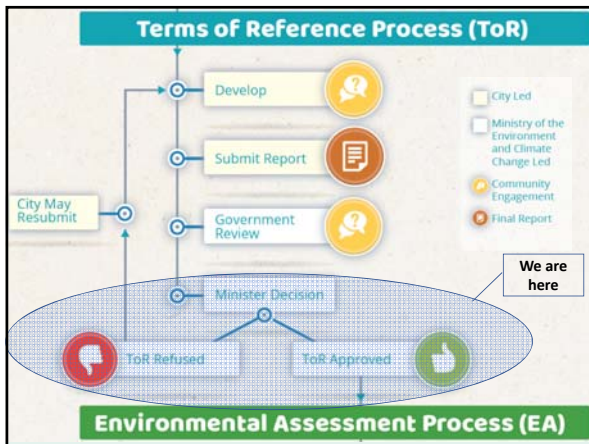 Terms of Reference Process (ToR)
Develop
Submit Report
City May
Resubmit
Government
Review
Minister Decision
ToR Refused
ToR Approved
City Led
Ministry of the
Environment
and Climate
Change Led
Community
Engagement
Final Report
We are
here
Environmental Assessment Process (EA)